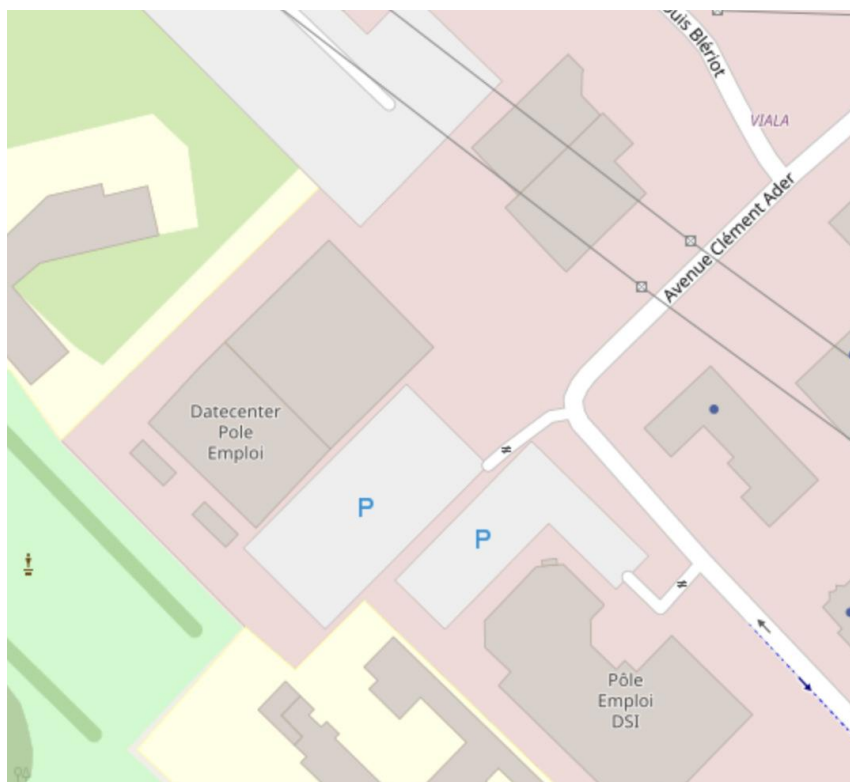 uis Blériot
VIALA
Avenue Clément Ader
Datecenter
Pole
Emploi
P
P
Pôle
Emploi
DSI